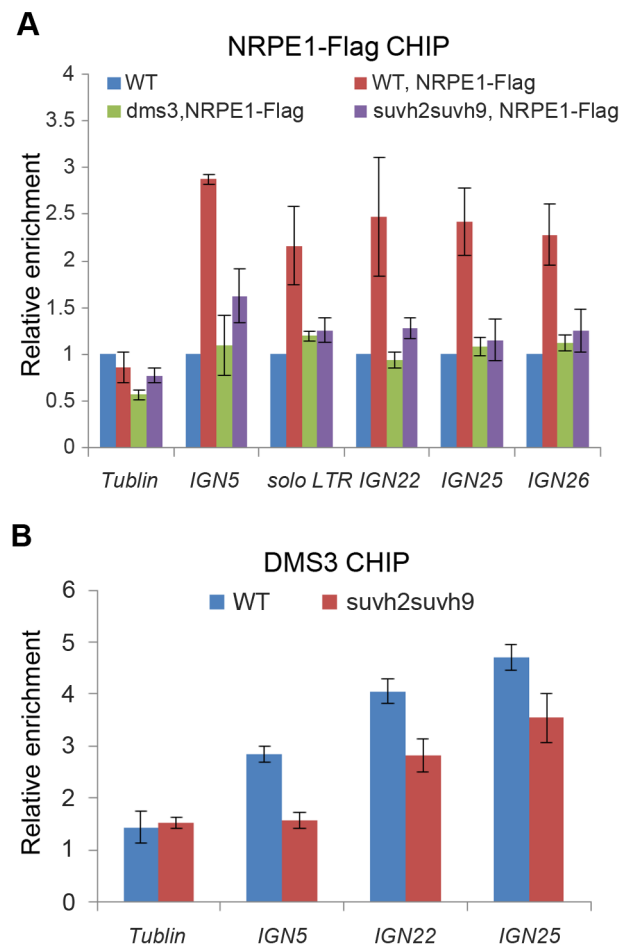 A
NRPE1-Flag CHIP
WT
WT, NRPE1-Flag
dms3,NRPE1-Flag
suvh2suvh9, NRPE1-Flag
Relative enrichment
4
3.5
3
2.5
2
1.5
1
0.5
0
Tublin IGN5 solo LTR IGN22 IGN25 IGN26
B
DMS3 CHIP
WT suvh2suvh9
Relative enrichment
6
5
4
3
2
1
0
Tublin IGN5 IGN22 IGN25